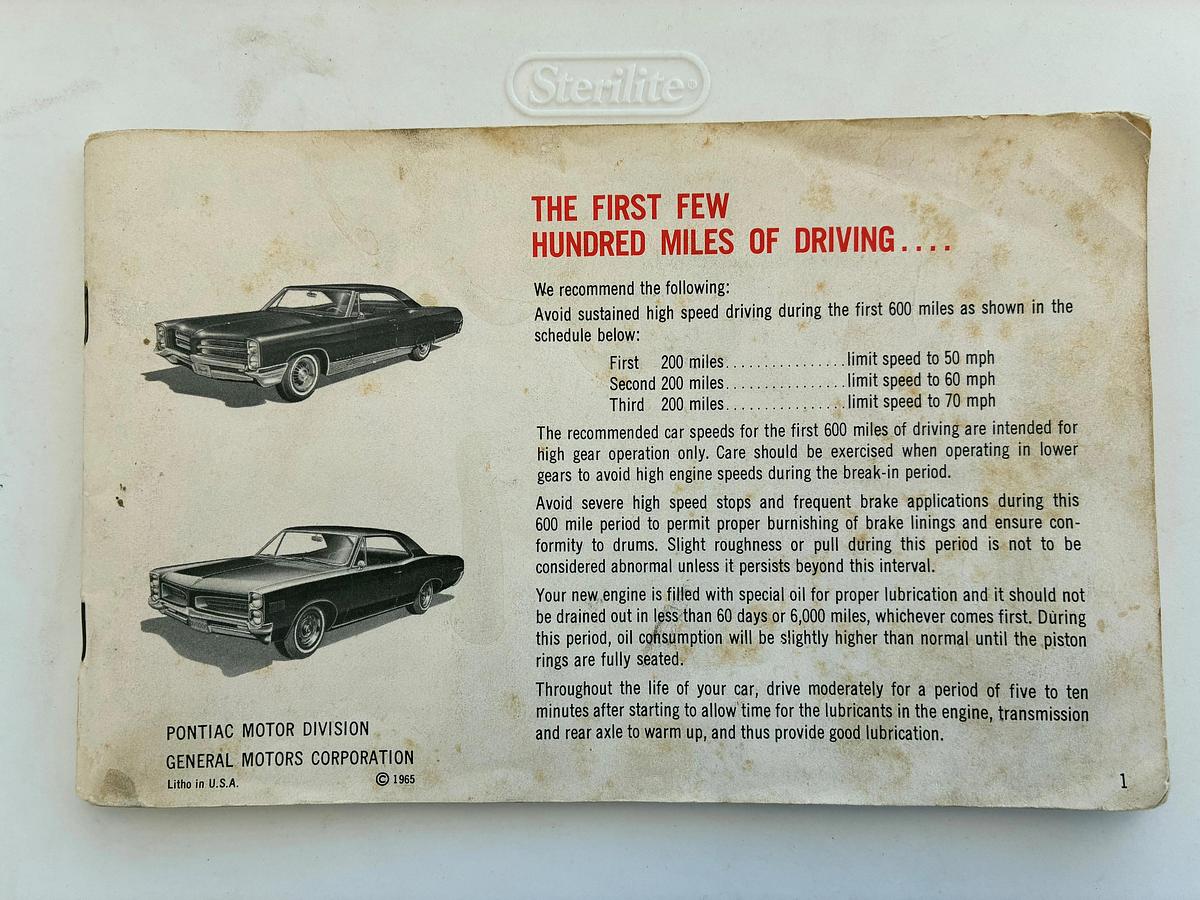 Sterilite®
THE FIRST FEW
HUNDRED MILES OF DRIVING....
We recommend the following:
Avoid sustained high speed driving during the first 600 miles as shown in the
schedule below:
First 200 miles................limit speed to 50 mph
Second 200 miles................limit speed to 60 mph
Third 200 miles................limit speed to 70 mph
The recommended car speeds for the first 600 miles of driving are intended for
high gear operation only. Care should be exercised when operating in lower
gears to avoid high engine speeds during the break-in period.
Avoid severe high speed stops and frequent brake applications during this
600 mile period to permit proper burnishing of brake linings and ensure con-
formity to drums. Slight roughness or pull during this period is not to be
considered abnormal unless it persists beyond this interval.
Your new engine is filled with special oil for proper lubrication and it should not
be drained out in less than 60 days or 6,000 miles, whichever comes first. During
this period, oil consumption will be slightly higher than normal until the piston
rings are fully seated.
Throughout the life of your car, drive moderately for a period of five to ten
minutes after starting to allow time for the lubricants in the engine, transmission
and rear axle to warm up, and thus provide good lubrication.
PONTIAC MOTOR DIVISION
GENERAL MOTORS CORPORATION
Litho in U.S.A. © 1965
1